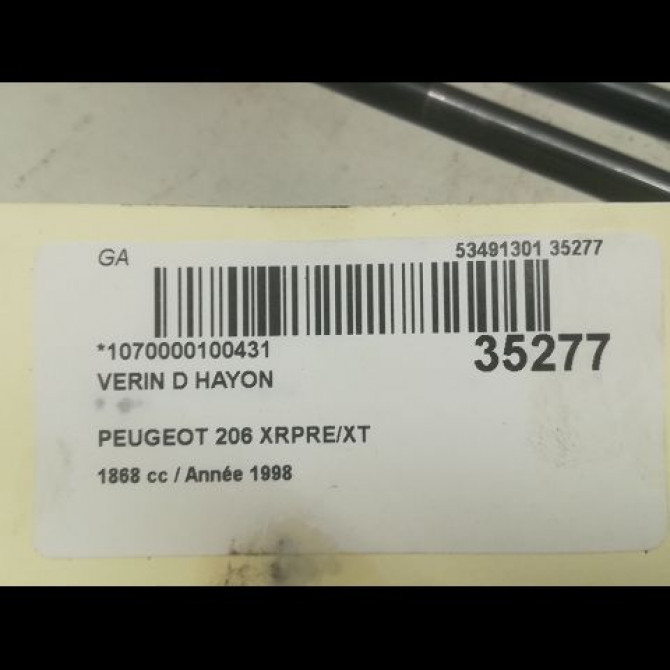 GA
53491301 35277
*1070000100431
35277
VERIN D HAYON
PEUGEOT 206 XRPRE/XT
1868 cc / Année 1998